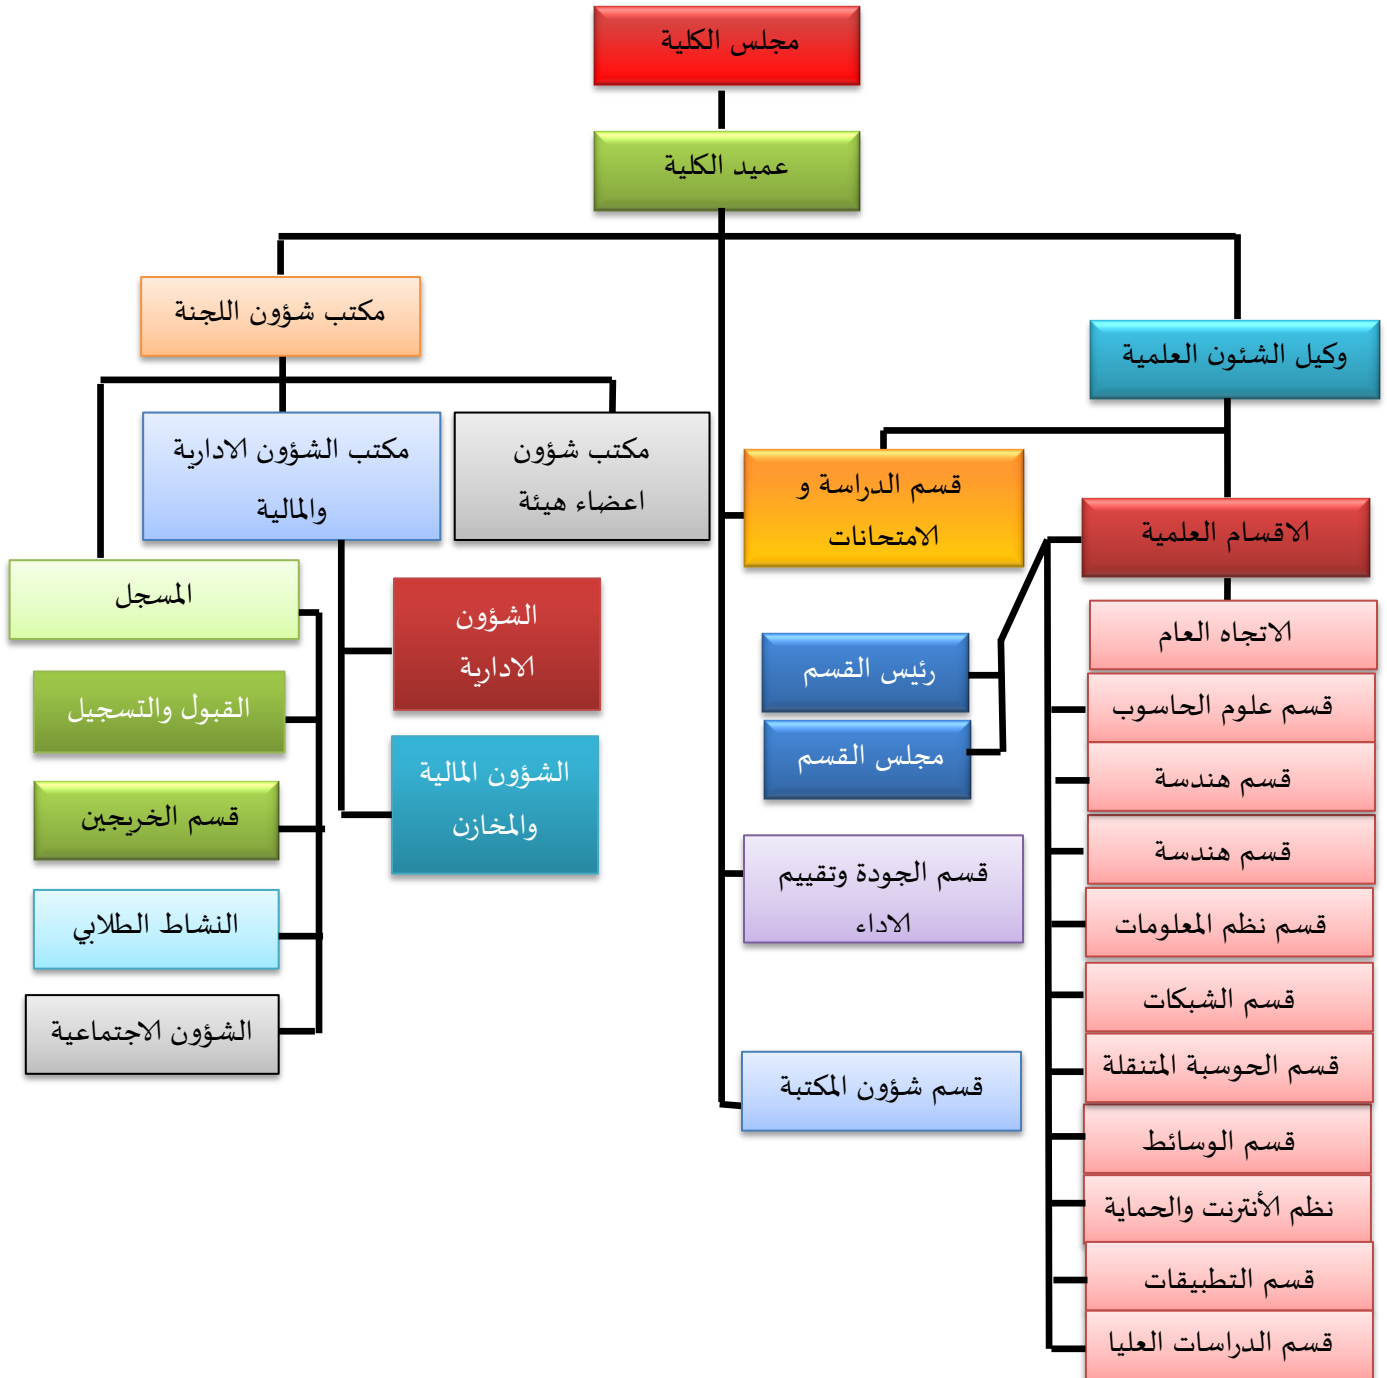 مجلس الكلية
عميد الكلية
مكتب شؤون اللجنة
وكيل الشئون العلمية
مكتب شؤون
اعضاء هيئة
مكتب الشؤون الادارية
والمالية
قسم الدراسة و
الامتحانات
الاقسام العلمية
المسجل
الشؤون
الادارية
الاتجاه العام
رئيس القسم
القبول والتسجيل
قسم علوم الحاسوب
مجلس القسم
الشؤون المالية
والمخازن
قسم هندسة
قسم الخريجين
قسم هندسة
قسم الجودة وتقييم
الاداء
النشاط الطلابي
قسم نظم المعلومات
قسم الشبكات
الشؤون الاجتماعية
قسم الحوسبة المتنقلة
قسم شؤون المكتبة
قسم الوسائط
نظم الأنترنت والحماية
قسم التطبيقات
قسم الدراسات العليا